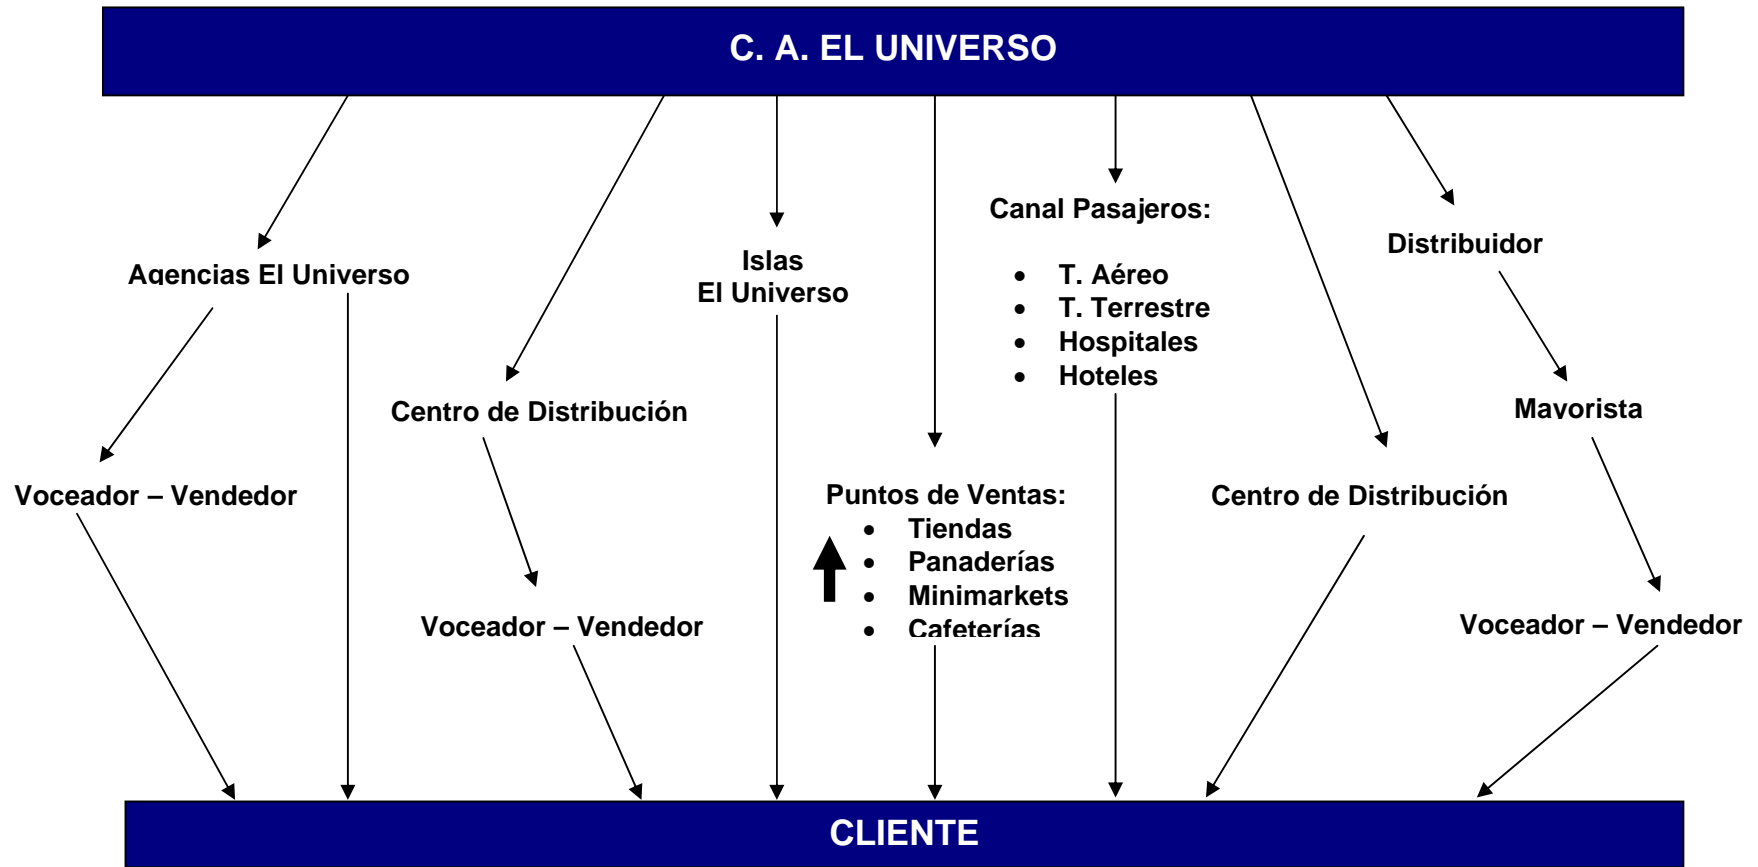 C. A. EL UNIVERSO
Agencias El Universo
Voceador – Vendedor
Centro de Distribución
Voceador – Vendedor
Islas
El Universo
Puntos de Ventas:
• Tiendas
• Panaderías
• Minimarkets
• Cafeterías
Canal Pasajeros:
• T. Aéreo
• T. Terrestre
• Hospitales
• Hoteles
Centro de Distribución
Distribuidor
Mayorista
Voceador – Vendedor
CLIENTE